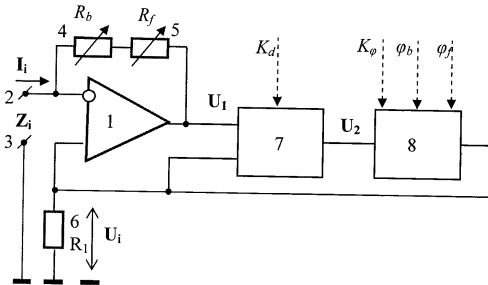 R_b R_f
4 5
I_i
2
Z_i
3
1
U_1
K_d
7
U_2
K_φ φ_b φ_f
8
6
R_1
U_i